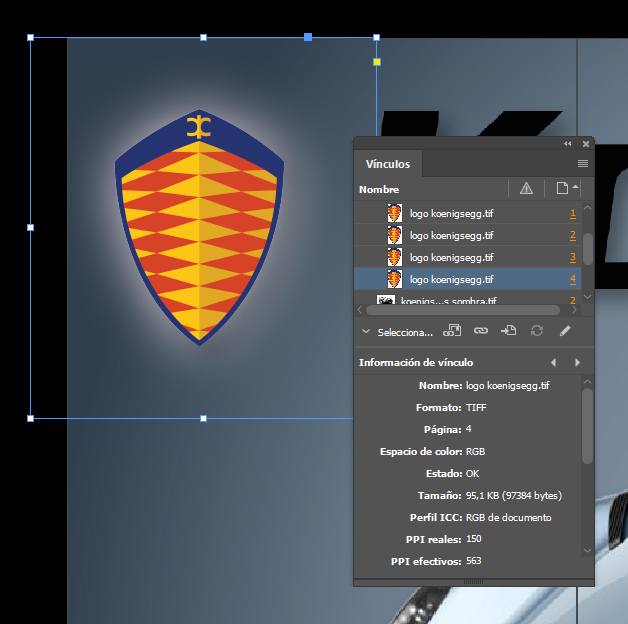 Vínculos
Nombre
logo koenigsegg.tif 1
logo koenigsegg.tif 2
logo koenigsegg.tif 3
logo koenigsegg.tif 4
koenigs...s sombra.tif 2
Selecciona...
Información de vínculo
Nombre: logo koenigsegg.tif
Formato: TIFF
Página: 4
Espacio de color: RGB
Estado: OK
Tamaño: 95,1 KB (97384 bytes)
Perfil ICC: RGB de documento
PPI reales: 150
PPI efectivos: 563